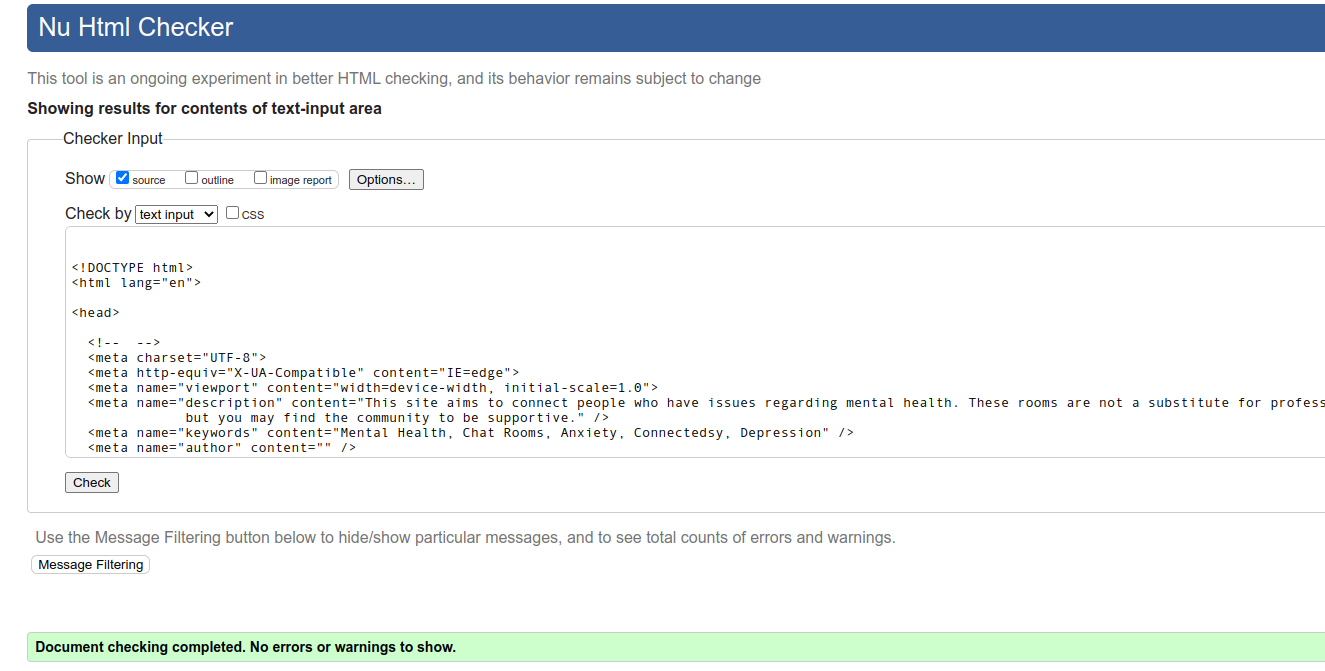 Nu Html Checker
This tool is an ongoing experiment in better HTML checking, and its behavior remains subject to change
Showing results for contents of text-input area
Checker Input
Show source outline image report Options...
Check by text input CSS
<!DOCTYPE html>
<html lang="en">
<head>
<!--  -->
<meta charset="UTF-8">
<meta http-equiv="X-UA-Compatible" content="IE=edge">
<meta name="viewport" content="width=device-width, initial-scale=1.0">
<meta name="description" content="This site aims to connect people who have issues regarding mental health. These rooms are not a substitute for profess
but you may find the community to be supportive." />
<meta name="keywords" content="Mental Health, Chat Rooms, Anxiety, Connectedsy, Depression" />
<meta name="author" content="" />
Check
Use the Message Filtering button below to hide/show particular messages, and to see total counts of errors and warnings.
Message Filtering
Document checking completed. No errors or warnings to show.